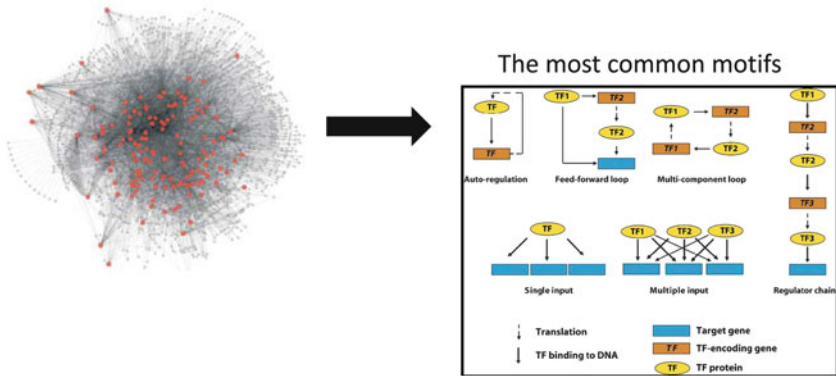 The most common motifs
TF
TF
Auto-regulation
TF1
TF2
TF2
Feed-forward loop
TF1
TF2
TF1
TF2
Multi-component loop
TF1
TF2
TF2
TF3
TF3
Regulator chain
TF
Single input
TF1
TF2
TF3
Multiple input
Translation
TF binding to DNA
Target gene
TF
TF-encoding gene
TF
TF protein